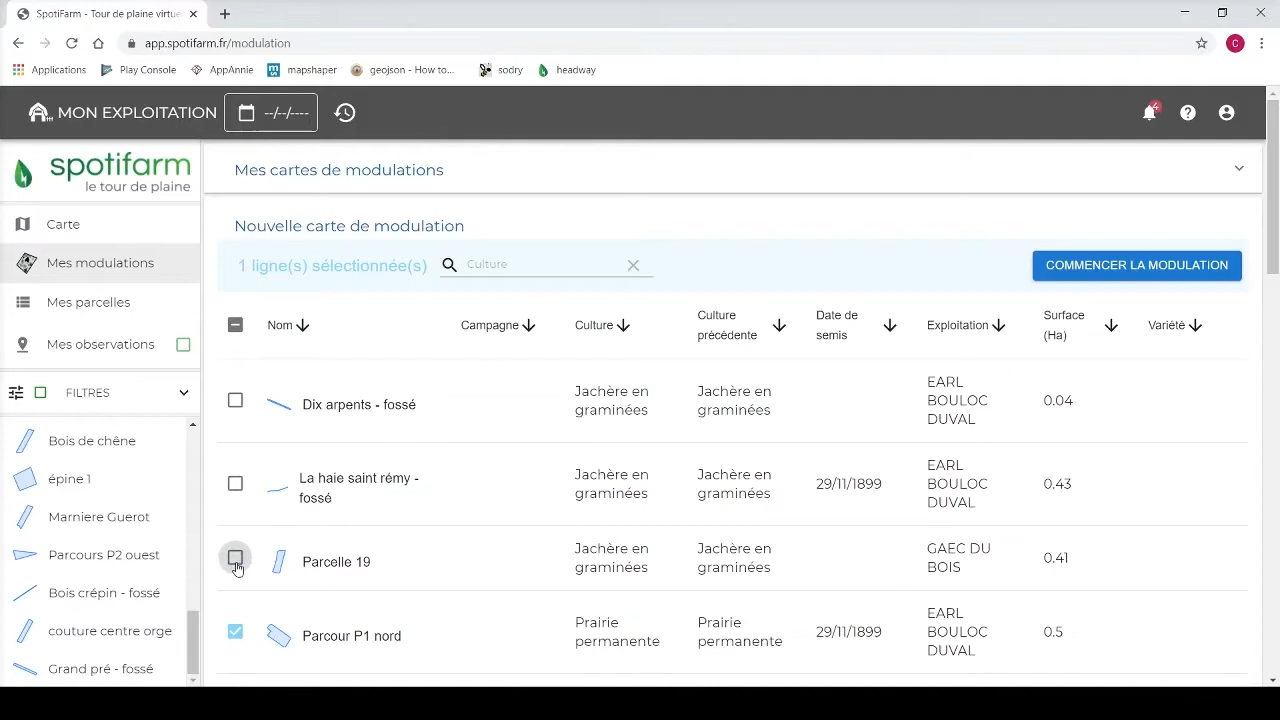 SpotiFarm - Tour de plaine virtue
app.spotifarm.fr/modulation
C
Applications
Play Console
AppAnnie
ms
mapshaper
geojson - How to...
sodry
headway
MON EXPLOITATION
--/--/----
4
spotifarm
le tour de plaine
Carte
Mes modulations
Mes parcelles
Mes observations
FILTRES
Bois de chêne
épine 1
Marniere Guerot
Parcours P2 ouest
Bois crépin - fossé
couture centre orge
Grand pré - fossé
Mes cartes de modulations
Nouvelle carte de modulation
1 ligne(s) sélectionnée(s)
Culture
COMMENCER LA MODULATION
Nom
Campagne
Culture
Culture
précédente
Date de
semis
Exploitation
Surface
(Ha)
Variété
Dix arpents - fossé
Jachère en
graminées
Jachère en
graminées
EARL
BOULOC
DUVAL
0.04
La haie saint rémy -
fossé
Jachère en
graminées
Jachère en
graminées
29/11/1899
EARL
BOULOC
DUVAL
0.43
Parcelle 19
Jachère en
graminées
Jachère en
graminées
GAEC DU
BOIS
0.41
Parcour P1 nord
Prairie
permanente
Prairie
permanente
29/11/1899
EARL
BOULOC
DUVAL
0.5